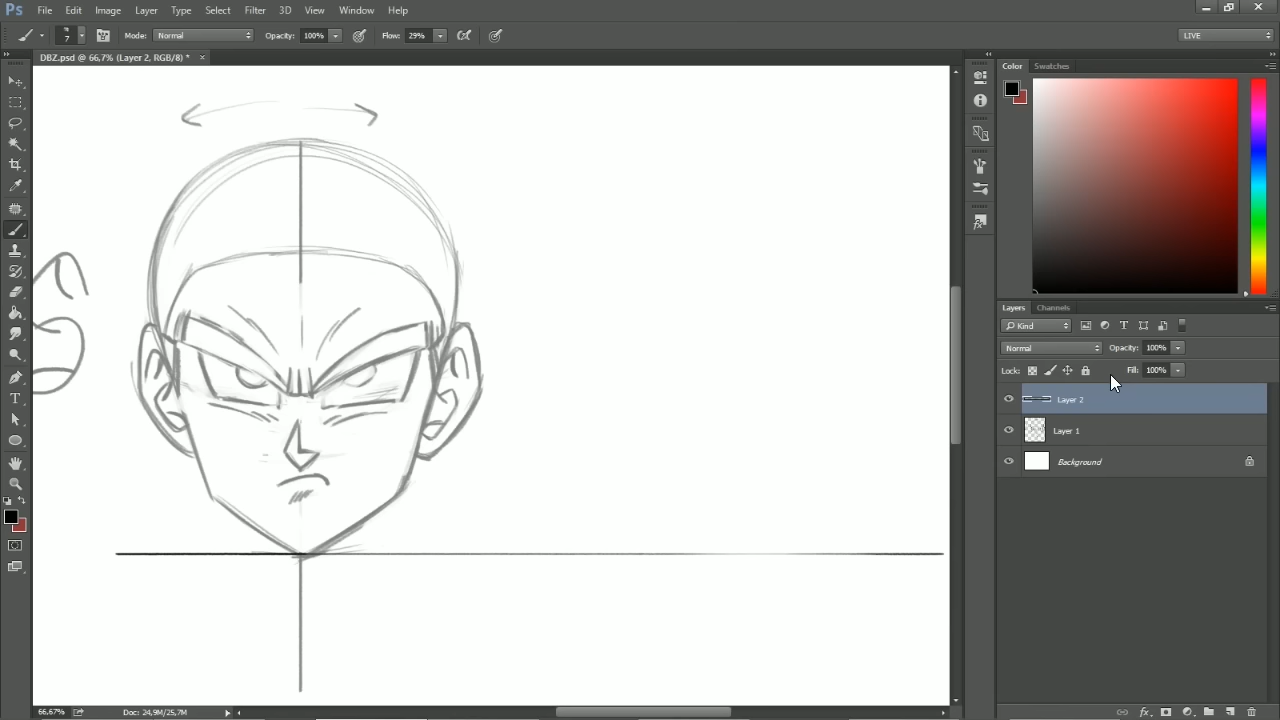 Ps File Edit Image Layer Type Select Filter 3D View Window Help
7 Mode: Normal Opacity: 100% Flow: 29% LIVE
DBZ.psd @ 66,7% (Layer 2, RGB/8) * ×
Color Swatches
Layers Channels
Kind
Normal Opacity: 100%
Lock: Fill: 100%
Layer 2
Layer 1
Background
66,67% Doc: 24,9M/25,7M